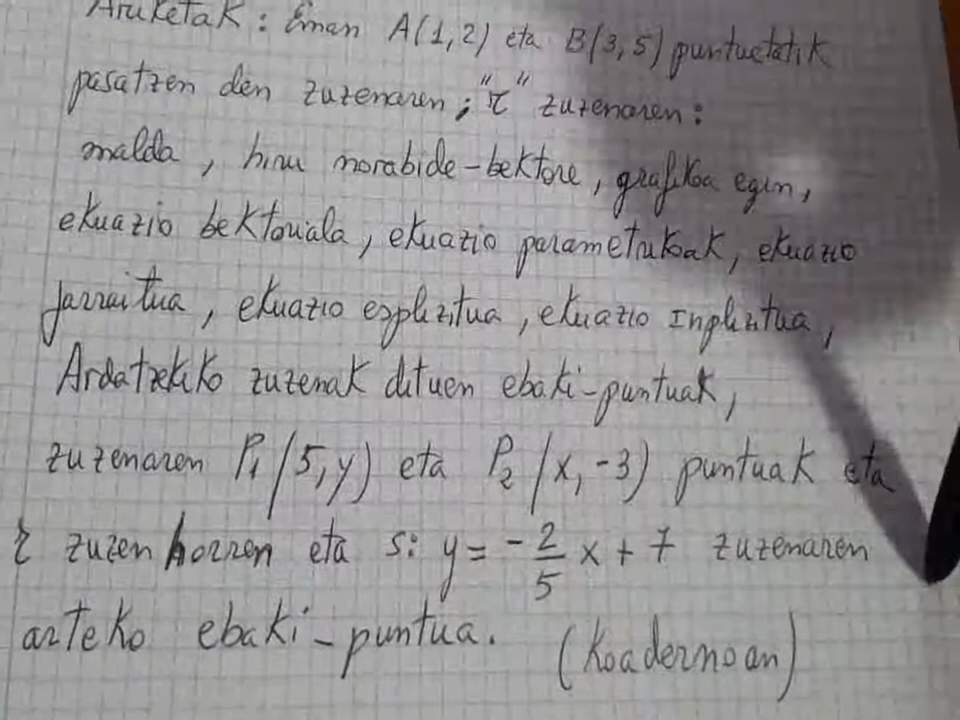 Ariketak: Eman A(1,2) eta B(3,5) puntuetatik
pasatzen den zuzenaren; "r" zuzenaren:
malda, hiru norabide-bektore, grafikoa egin,
ekuazio bektoriala, ekuazio parametrikoak, ekuazio
jarraitua, ekuazio esplizitua, ekuazio inplizitua,
Ardatzekiko zuzenak dituen ebaki-puntuak,
zuzenaren P₁(5,y) eta P₂(x,-3) puntuak eta
r zuzen horren eta s: y = -2/5 x + 7 zuzenaren
arteko ebaki-puntua. (Koadernoan)